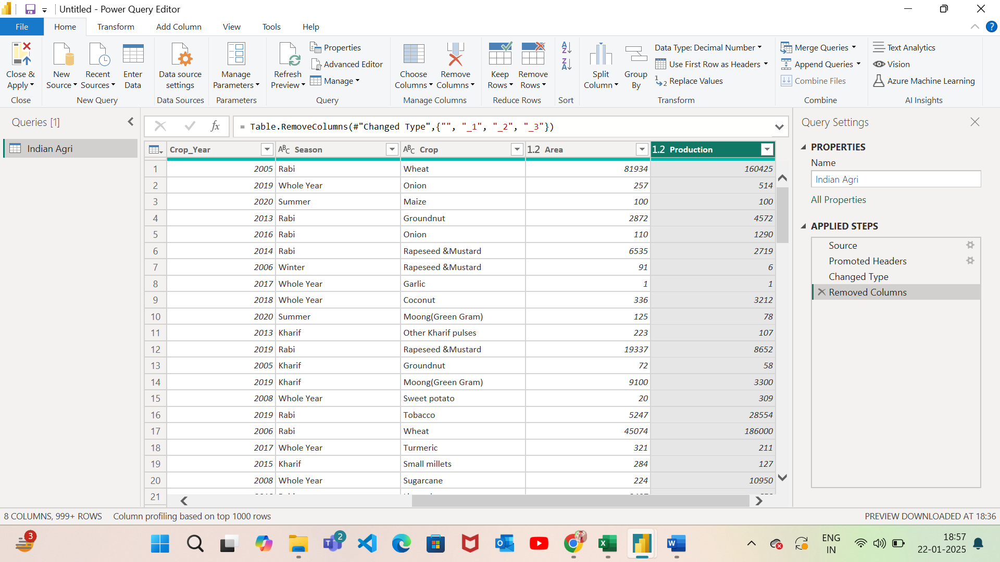 Untitled - Power Query Editor
File Home Transform Add Column View Tools Help
Close & Apply
Close
New Source
Recent Sources
Enter Data
New Query
Data source settings
Data Sources
Manage Parameters
Parameters
Refresh Preview
Properties
Advanced Editor
Manage
Query
Choose Columns
Remove Columns
Manage Columns
Keep Rows
Remove Rows
Reduce Rows
Sort
Split Column
Group By
Data Type: Decimal Number
Use First Row as Headers
Replace Values
Transform
Merge Queries
Append Queries
Combine Files
Combine
Text Analytics
Vision
Azure Machine Learning
AI Insights
Queries [1]
Indian Agri
fx = Table.RemoveColumns(#"Changed Type",{"", "_1", "_2", "_3"})
Crop_Year ABC Season ABC Crop 1.2 Area 1.2 Production
1 2005 Rabi Wheat 81934 160425
2 2019 Whole Year Onion 257 514
3 2020 Summer Maize 100 100
4 2013 Rabi Groundnut 2872 4572
5 2016 Rabi Onion 110 1290
6 2014 Rabi Rapeseed &Mustard 6535 2719
7 2006 Winter Rapeseed &Mustard 91 6
8 2017 Whole Year Garlic 1 1
9 2018 Whole Year Coconut 336 3212
10 2020 Summer Moong(Green Gram) 125 78
11 2013 Kharif Other Kharif pulses 223 107
12 2019 Rabi Rapeseed &Mustard 19337 8652
13 2005 Kharif Groundnut 72 58
14 2019 Kharif Moong(Green Gram) 9100 3300
15 2008 Whole Year Sweet potato 20 309
16 2019 Rabi Tobacco 5247 28554
17 2006 Rabi Wheat 45074 186000
18 2017 Whole Year Turmeric 321 211
19 2015 Kharif Small millets 284 127
20 2008 Whole Year Sugarcane 224 10950
21
Query Settings
PROPERTIES
Name
Indian Agri
All Properties
APPLIED STEPS
Source
Promoted Headers
Changed Type
Removed Columns
8 COLUMNS, 999+ ROWS Column profiling based on top 1000 rows
PREVIEW DOWNLOADED AT 18:36
3
2
ENG
IN
18:57
22-01-2025